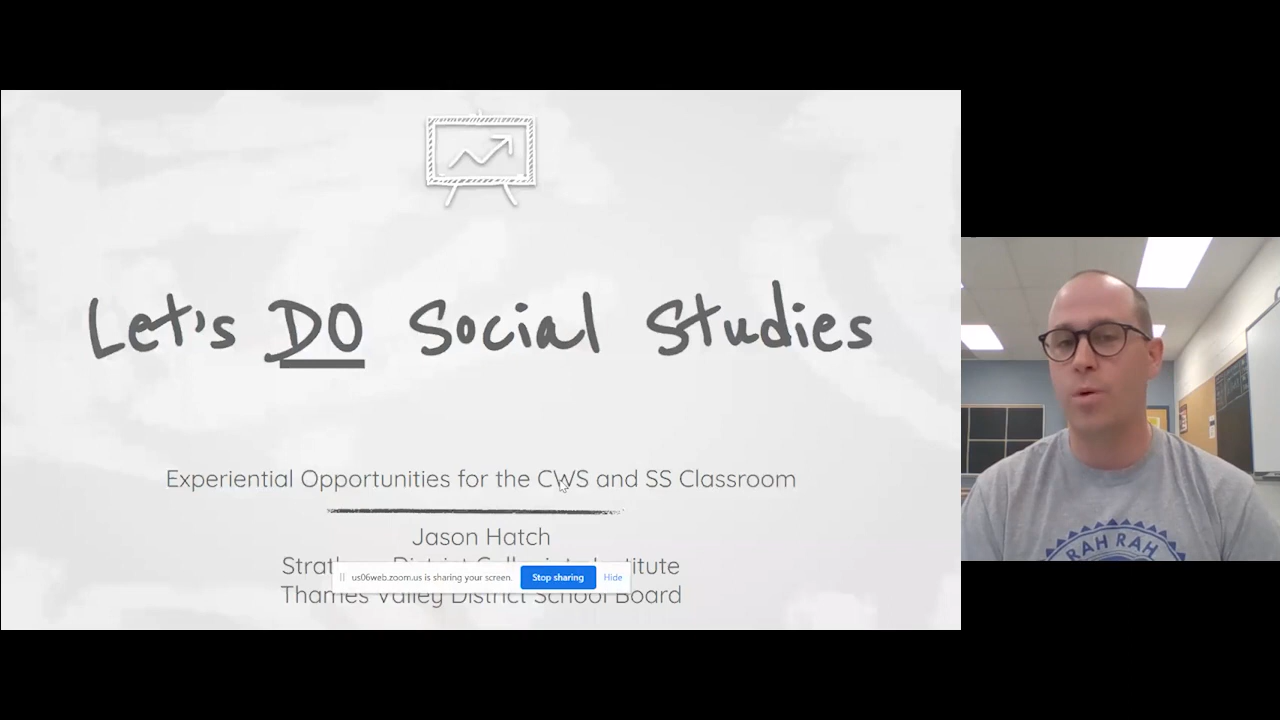 Let's DO Social Studies
Experiential Opportunities for the CWS and SS Classroom
Jason Hatch
District
us06web.zoom.us is sharing your screen.
Stop sharing
Hide
Thames Valley District School Board
RAH RAH